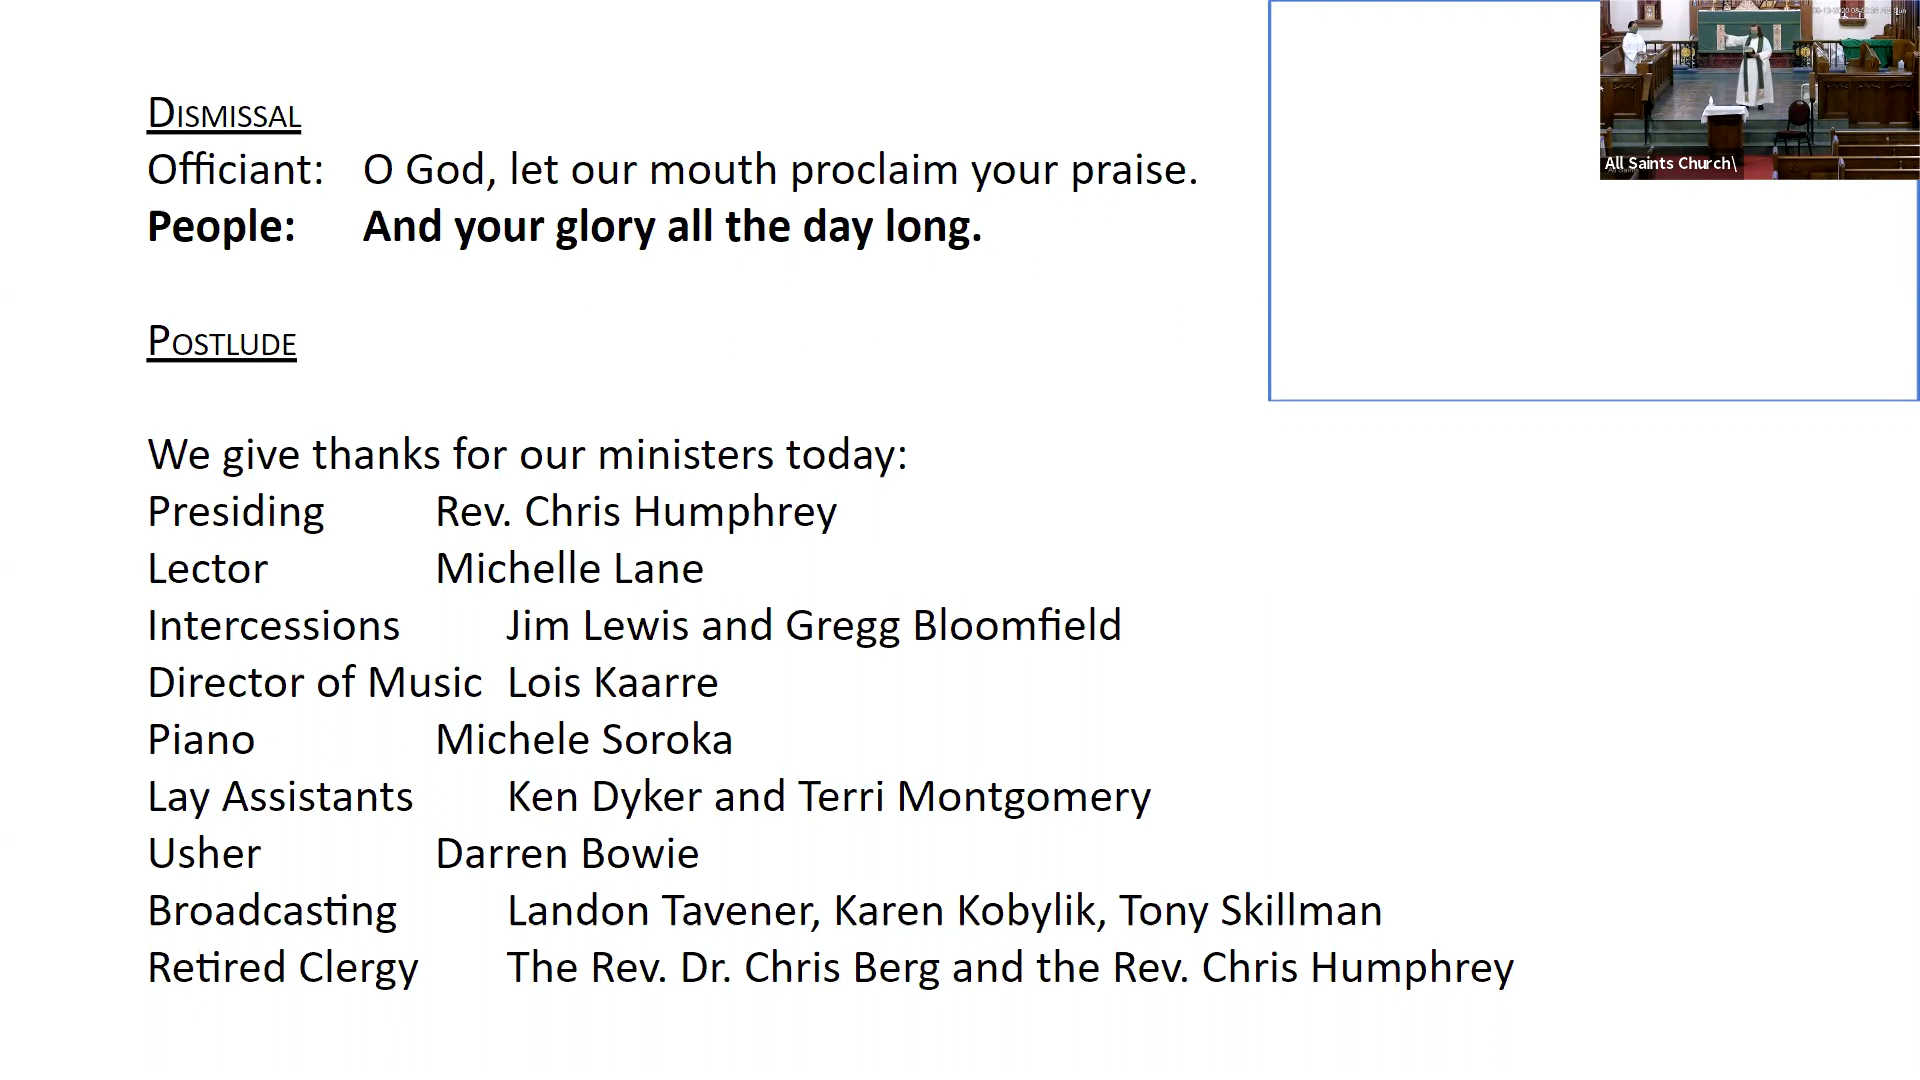 DISMISSAL
Officiant: O God, let our mouth proclaim your praise.
People: And your glory all the day long.
POSTLUDE
We give thanks for our ministers today:
Presiding Rev. Chris Humphrey
Lector Michelle Lane
Intercessions Jim Lewis and Gregg Bloomfield
Director of Music Lois Kaarre
Piano Michele Soroka
Lay Assistants Ken Dyker and Terri Montgomery
Usher Darren Bowie
Broadcasting Landon Tavener, Karen Kobylik, Tony Skillman
Retired Clergy The Rev. Dr. Chris Berg and the Rev. Chris Humphrey
All Saints Church\